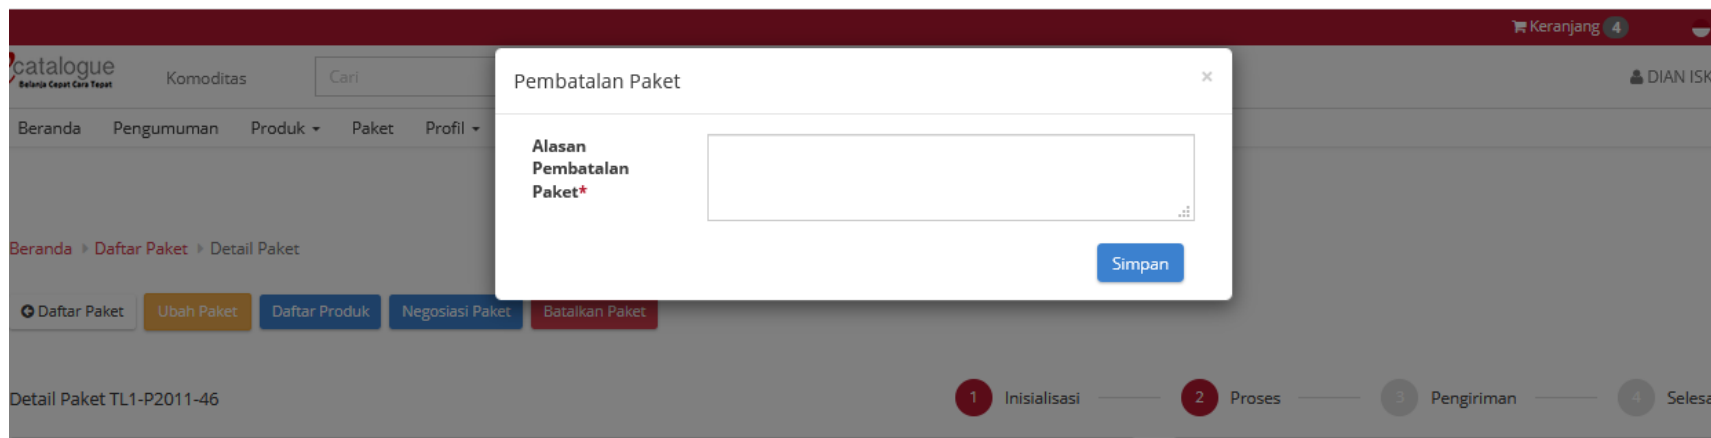 Keranjang 4
catalogue
Belanja Cepat Cara Tepat
Komoditas
Cari
DIAN ISK
Beranda Pengumuman Produk Paket Profil
Pembatalan Paket ×
Alasan
Pembatalan
Paket*
Simpan
Beranda Daftar Paket Detail Paket
Daftar Paket Ubah Paket Daftar Produk Negosiasi Paket Batalkan Paket
Detail Paket TL1-P2011-46
1 Inisialisasi 2 Proses 3 Pengiriman 4 Selesa